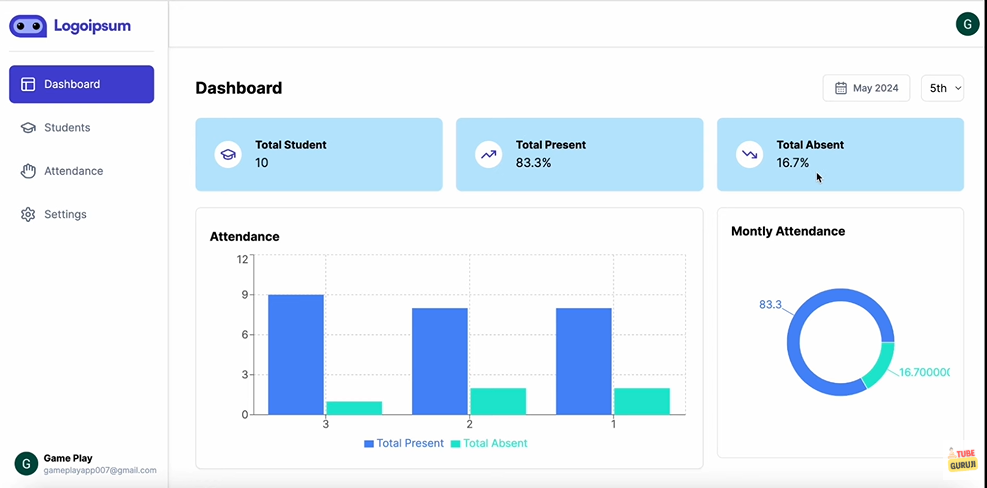 Logoipsum
G
Dashboard
Students
Attendance
Settings
Dashboard
May 2024
5th
Total Student
10
Total Present
83.3%
Total Absent
16.7%
Attendance
12
9
6
3
0
3
2
1
Total Present
Total Absent
Montly Attendance
83.3
16.700000
G
Game Play
gameplayapp007@gmail.com
TUBE
GURUJI